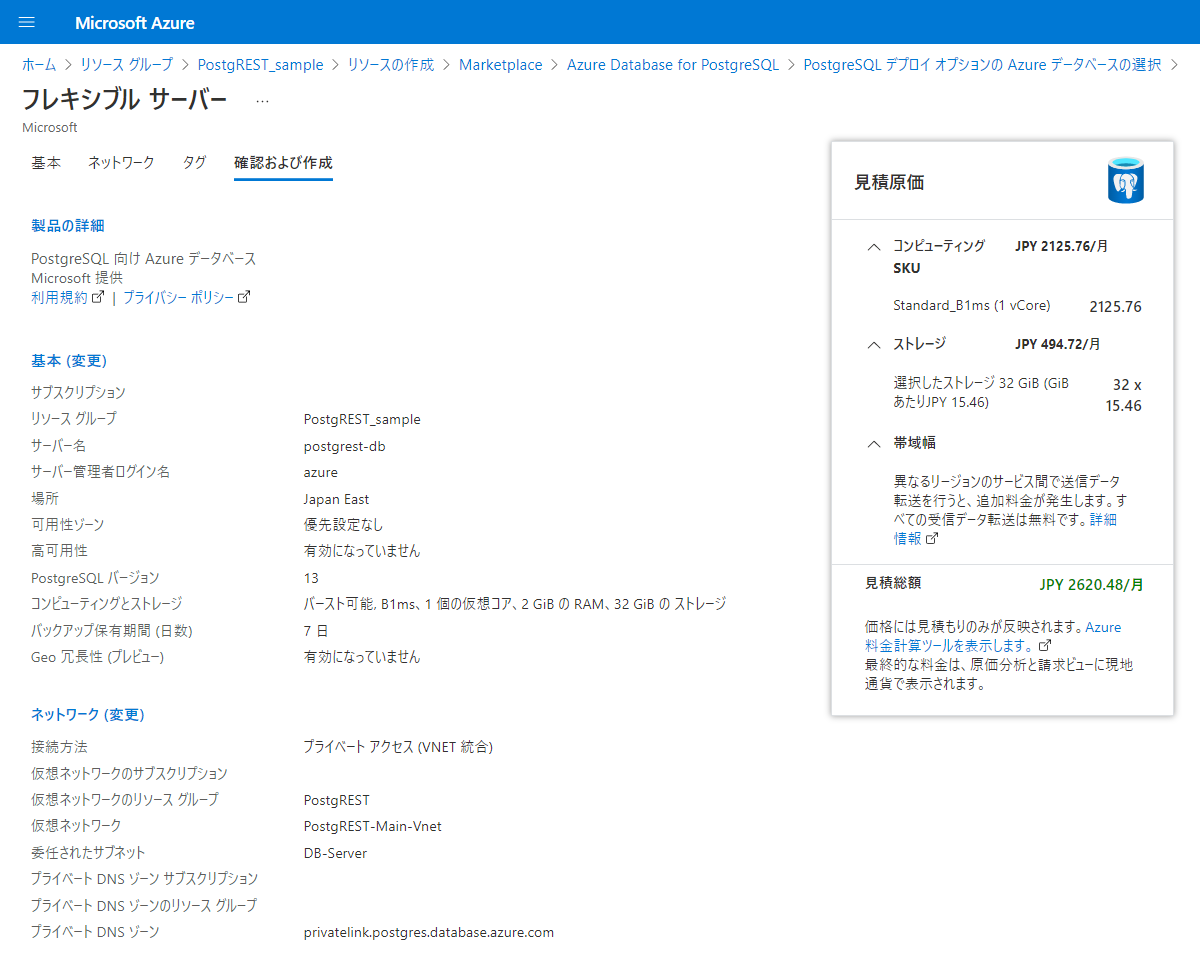 Microsoft Azure
ホーム > リソース グループ > PostgREST_sample > リソースの作成 > Marketplace > Azure Database for PostgreSQL > PostgreSQL デプロイ オプションの Azure データベースの選択 >
フレキシブル サーバー ...
Microsoft
基本 ネットワーク タグ 確認および作成
製品の詳細
PostgreSQL 向け Azure データベース
Microsoft 提供
利用規約 | プライバシー ポリシー
基本 (変更)
サブスクリプション
リソース グループ PostgREST_sample
サーバー名 postgrest-db
サーバー管理者ログイン名 azure
場所 Japan East
可用性ゾーン 優先設定なし
高可用性 有効になっていません
PostgreSQL バージョン 13
コンピューティングとストレージ バースト可能, B1ms、1 個の仮想コア、2 GiB の RAM、32 GiB の ストレージ
バックアップ保有期間 (日数) 7 日
Geo 冗長性 (プレビュー) 有効になっていません
ネットワーク (変更)
接続方法 プライベート アクセス (VNET 統合)
仮想ネットワークのサブスクリプション
仮想ネットワークのリソース グループ PostgREST
仮想ネットワーク PostgREST-Main-Vnet
委任されたサブネット DB-Server
プライベート DNS ゾーン サブスクリプション
プライベート DNS ゾーンのリソース グループ
プライベート DNS ゾーン privatelink.postgres.database.azure.com
見積原価
コンピューティング JPY 2125.76/月
SKU
Standard_B1ms (1 vCore) 2125.76
ストレージ JPY 494.72/月
選択したストレージ 32 GiB (GiB 32 x
あたりJPY 15.46) 15.46
帯域幅
異なるリージョンのサービス間で送信データ
転送を行うと、追加料金が発生します。す
べての受信データ転送は無料です。詳細
情報
見積総額 JPY 2620.48/月
価格には見積もりのみが反映されます。Azure
料金計算ツールを表示します。
最終的な料金は、原価分析と請求ビューに現地
通貨で表示されます。